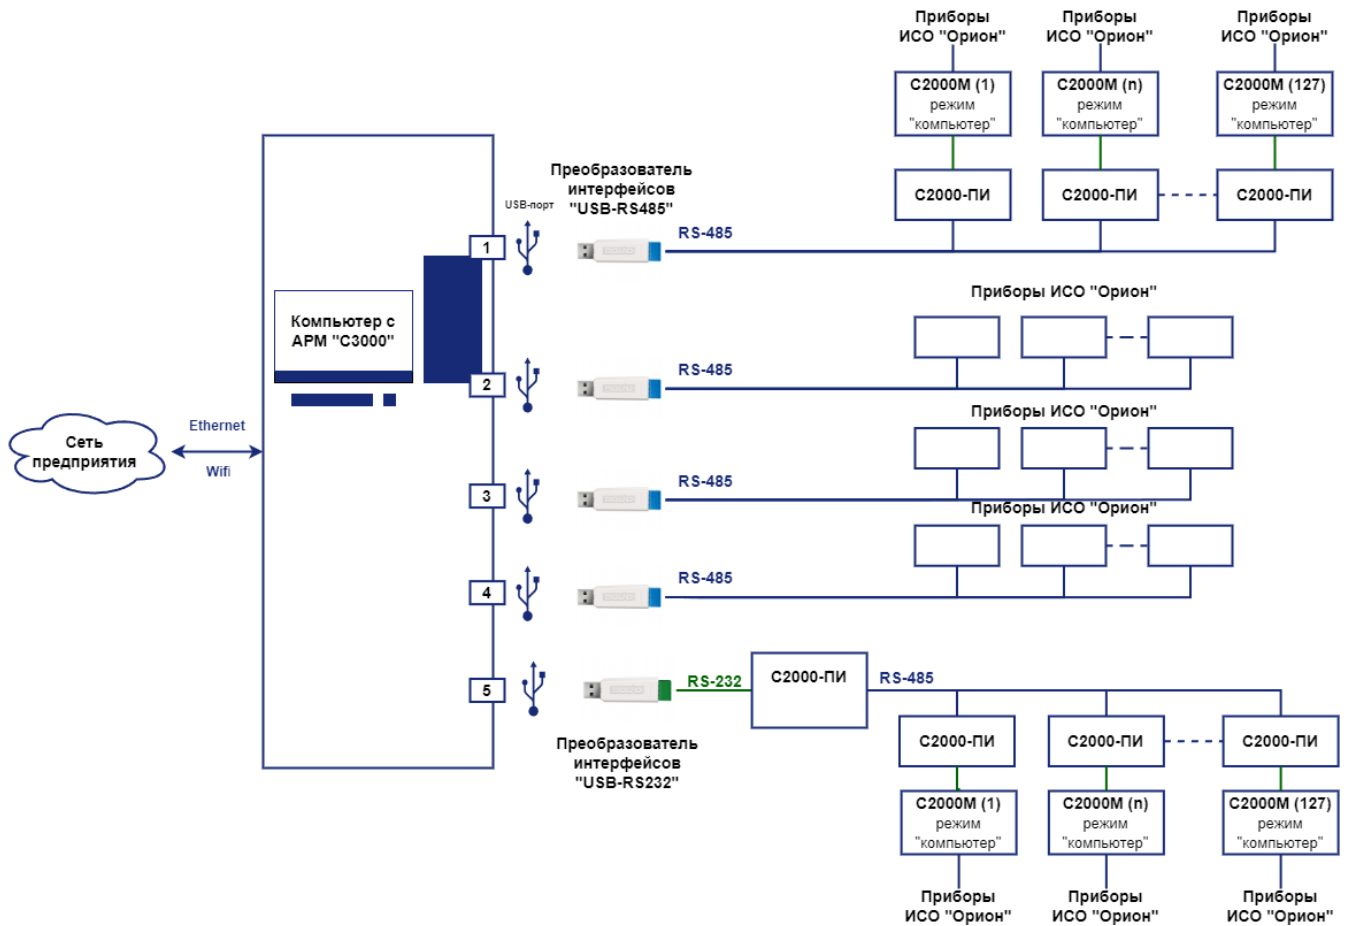 Приборы
ИСО "Орион"
Приборы
ИСО "Орион"
Приборы
ИСО "Орион"
С2000М (1)
режим
"компьютер"
С2000М (n)
режим
"компьютер"
С2000М (127)
режим
"компьютер"
С2000-ПИ
С2000-ПИ
С2000-ПИ
Преобразователь
интерфейсов
"USB-RS485"
USB-порт
1
RS-485
Приборы ИСО "Орион"
Компьютер с
АРМ "С3000"
2
RS-485
Приборы ИСО "Орион"
Ethernet
Сеть
предприятия
Wifi
3
RS-485
Приборы ИСО "Орион"
4
RS-485
5
RS-232
С2000-ПИ
RS-485
Преобразователь
интерфейсов
"USB-RS232"
С2000-ПИ
С2000-ПИ
С2000-ПИ
С2000М (1)
режим
"компьютер"
С2000М (n)
режим
"компьютер"
С2000М (127)
режим
"компьютер"
Приборы
ИСО "Орион"
Приборы
ИСО "Орион"
Приборы
ИСО "Орион"